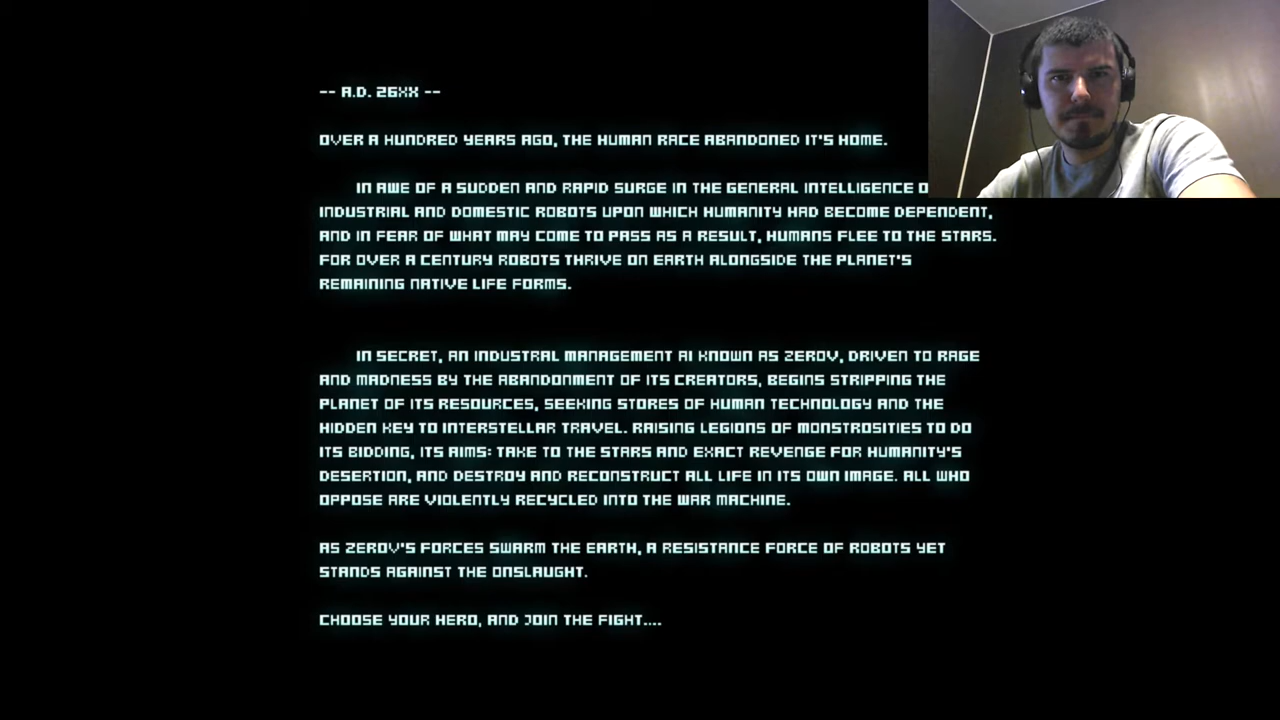 -- A.D. 26XX --
OVER A HUNDRED YEARS AGO, THE HUMAN RACE ABANDONED IT'S HOME.
IN AWE OF A SUDDEN AND RAPID SURGE IN THE GENERAL INTELLIGENCE
INDUSTRIAL AND DOMESTIC ROBOTS UPON WHICH HUMANITY HAD BECOME DEPENDENT,
AND IN FEAR OF WHAT MAY COME TO PASS AS A RESULT, HUMANS FLEE TO THE STARS.
FOR OVER A CENTURY ROBOTS THRIVE ON EARTH ALONGSIDE THE PLANET'S
REMAINING NATIVE LIFE FORMS.
IN SECRET, AN INDUSTRAL MANAGEMENT AI KNOWN AS ZEROV, DRIVEN TO RAGE
AND MADNESS BY THE ABANDONMENT OF ITS CREATORS, BEGINS STRIPPING THE
PLANET OF ITS RESOURCES, SEEKING STORES OF HUMAN TECHNOLOGY AND THE
HIDDEN KEY TO INTERSTELLAR TRAVEL. RAISING LEGIONS OF MONSTROSITIES TO DO
ITS BIDDING, ITS AIMS: TAKE TO THE STARS AND EXACT REVENGE FOR HUMANITY'S
DESERTION, AND DESTROY AND RECONSTRUCT ALL LIFE IN ITS OWN IMAGE. ALL WHO
OPPOSE ARE VIOLENTLY RECYCLED INTO THE WAR MACHINE.
AS ZEROV'S FORCES SWARM THE EARTH, A RESISTANCE FORCE OF ROBOTS YET
STANDS AGAINST THE ONSLAUGHT.
CHOOSE YOUR HERO, AND JOIN THE FIGHT....